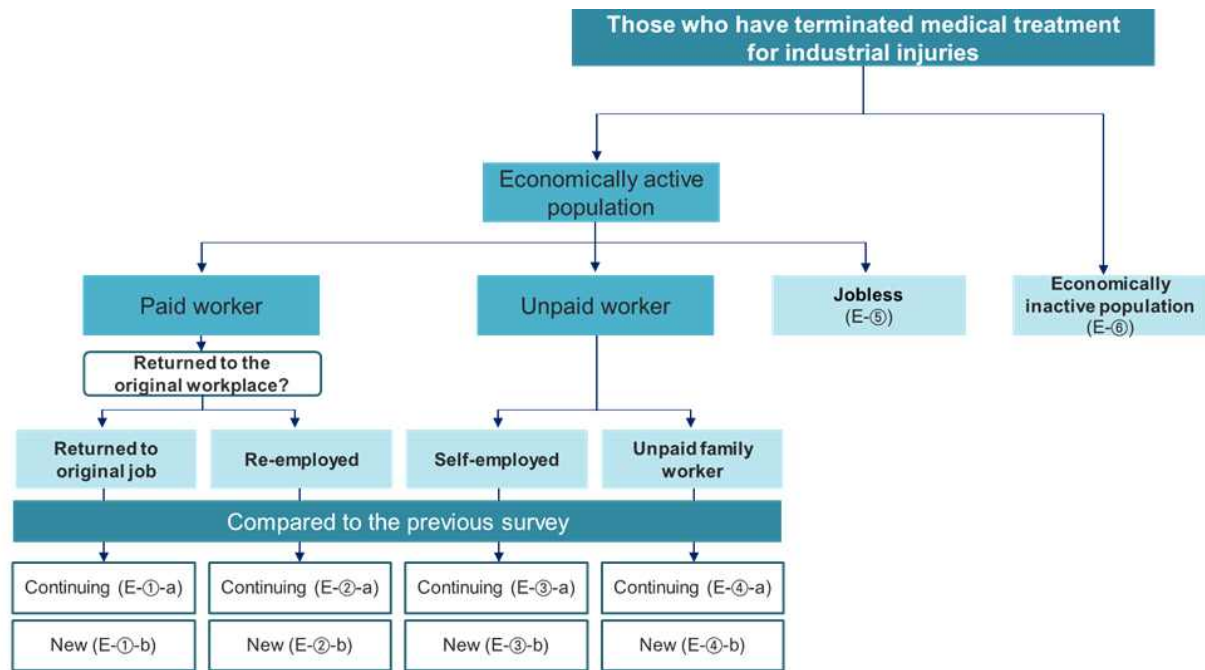 Those who have terminated medical treatment
for industrial injuries
Economically active
population
Paid worker
Unpaid worker
Jobless
(E-⑤)
Economically
inactive population
(E-⑥)
Returned to the
original workplace?
Returned to
original job
Re-employed
Self-employed
Unpaid family
worker
Compared to the previous survey
Continuing (E-①-a)
Continuing (E-②-a)
Continuing (E-③-a)
Continuing (E-④-a)
New (E-①-b)
New (E-②-b)
New (E-③-b)
New (E-④-b)